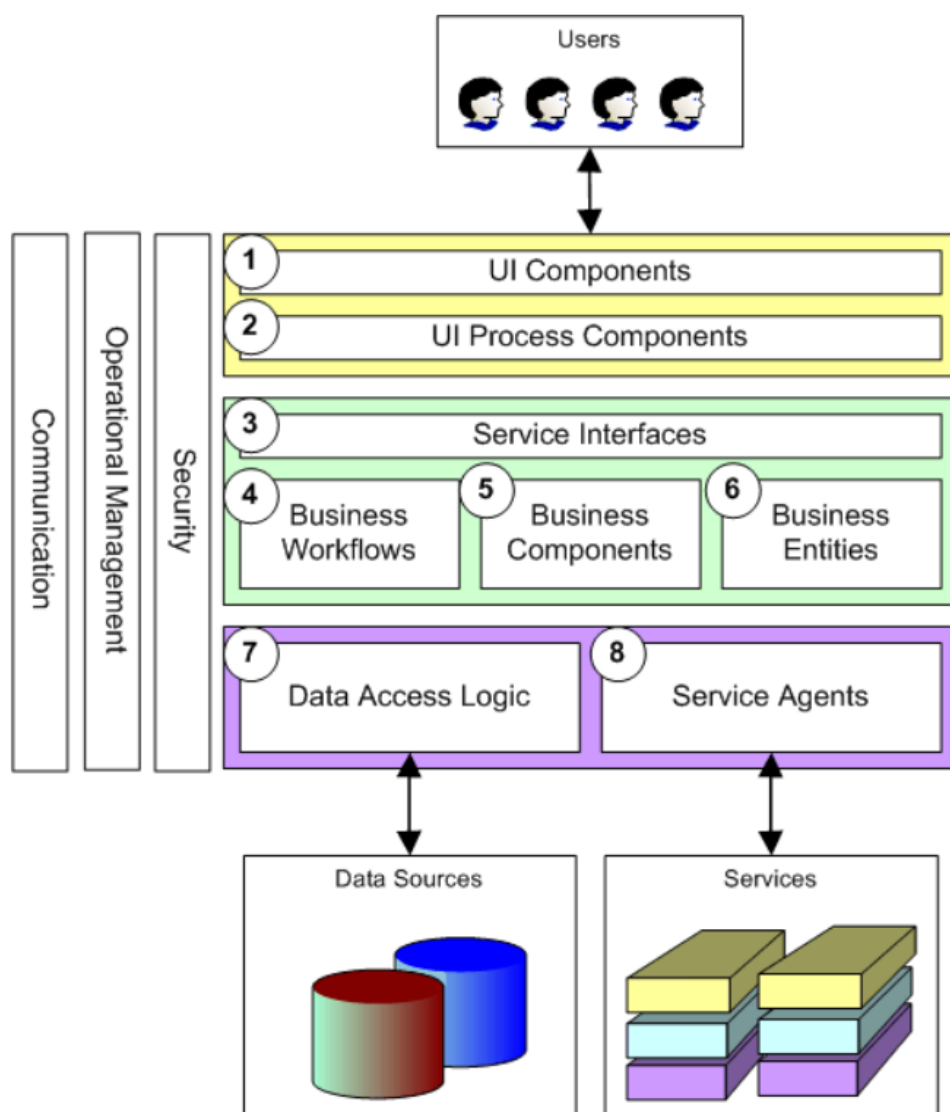 Users
Communication
Operational Management
Security
1
UI Components
2
UI Process Components
3
Service Interfaces
4
Business
Workflows
5
Business
Components
6
Business
Entities
7
Data Access Logic
8
Service Agents
Data Sources
Services